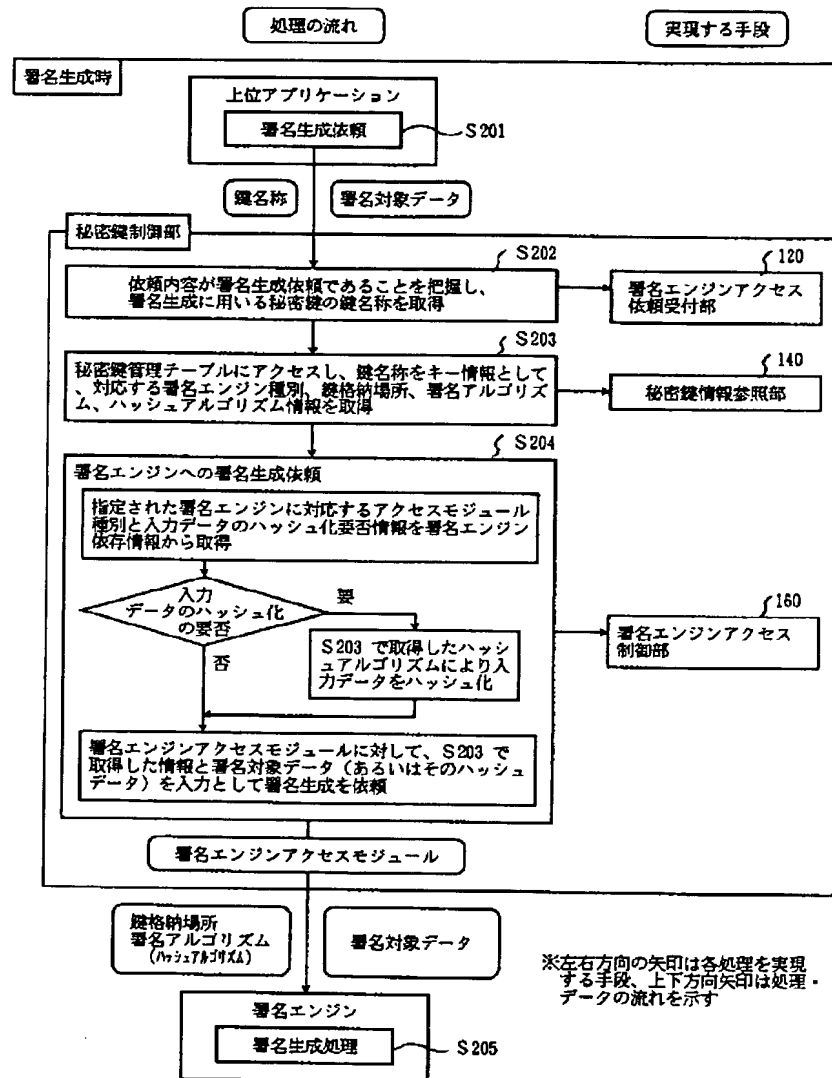 処理の流れ
実現する手段
署名生成時
上位アプリケーション
署名生成依頼
S201
鍵名称
署名対象データ
秘密鍵制御部
S202
依頼内容が署名生成依頼であることを把握し、
署名生成に用いる秘密鍵の鍵名称を取得
120
署名エンジンアクセス
依頼受付部
S203
秘密鍵管理テーブルにアクセスし、鍵名称をキー情報として
、対応する署名エンジン種別、鍵格納場所、署名アルゴリズ
ム、ハッシュアルゴリズム情報を取得
140
秘密鍵情報参照部
S204
署名エンジンへの署名生成依頼
指定された署名エンジンに対応するアクセスモジュール
種別と入力データのハッシュ化要否情報を署名エンジン
依存情報から取得
入力
データのハッシュ化
の要否
要
否
S203で取得したハッシ
ュアルゴリズムにより入
力データをハッシュ化
160
署名エンジンアクセス
制御部
署名エンジンアクセスモジュールに対して、S203で
取得した情報と署名対象データ(あるいはそのハッシュ
データ)を入力として署名生成を依頼
署名エンジンアクセスモジュール
鍵格納場所
署名アルゴリズム
(ハッシュアルゴリズム)
署名対象データ
※左右方向の矢印は各処理を実現
する手段、上下方向矢印は処理・
データの流れを示す
署名エンジン
署名生成処理
S205